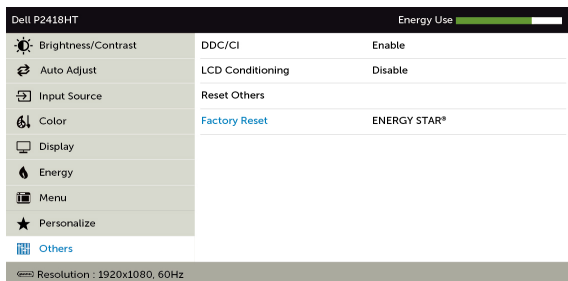 Dell P2418HT Energy Use
Brightness/Contrast DDC/CI Enable
Auto Adjust LCD Conditioning Disable
Input Source Reset Others
Color Factory Reset ENERGY STAR®
Display
Energy
Menu
Personalize
Others
Resolution : 1920x1080, 60Hz